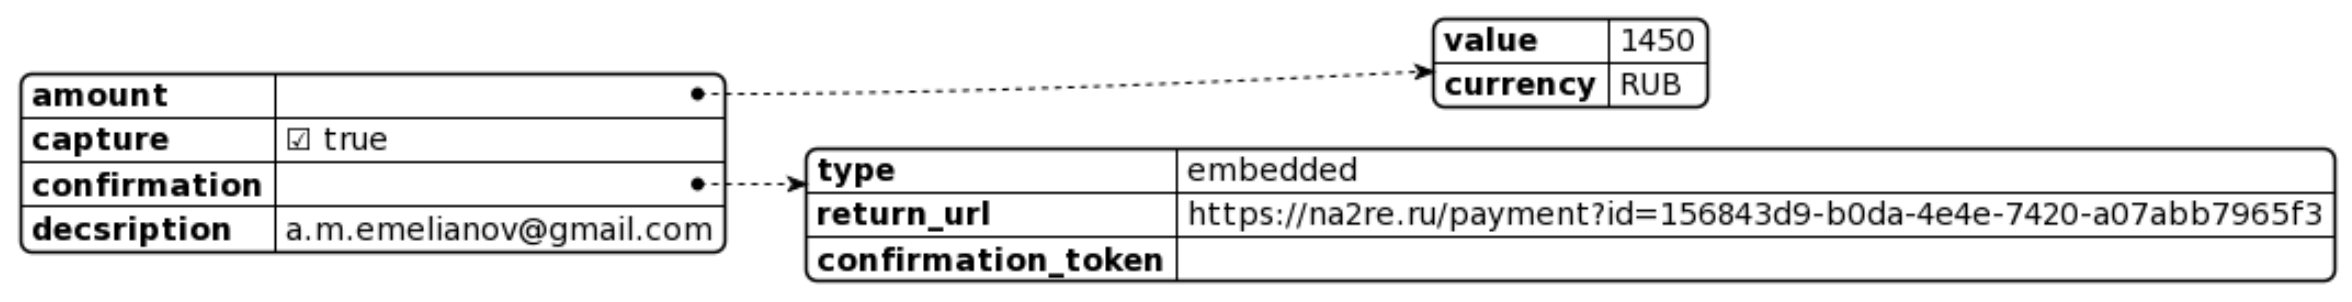 amount
capture ☑ true
confirmation
decsription a.m.emelianov@gmail.com
value 1450
currency RUB
type embedded
return_url https://na2re.ru/payment?id=156843d9-b0da-4e4e-7420-a07abb7965f3
confirmation_token